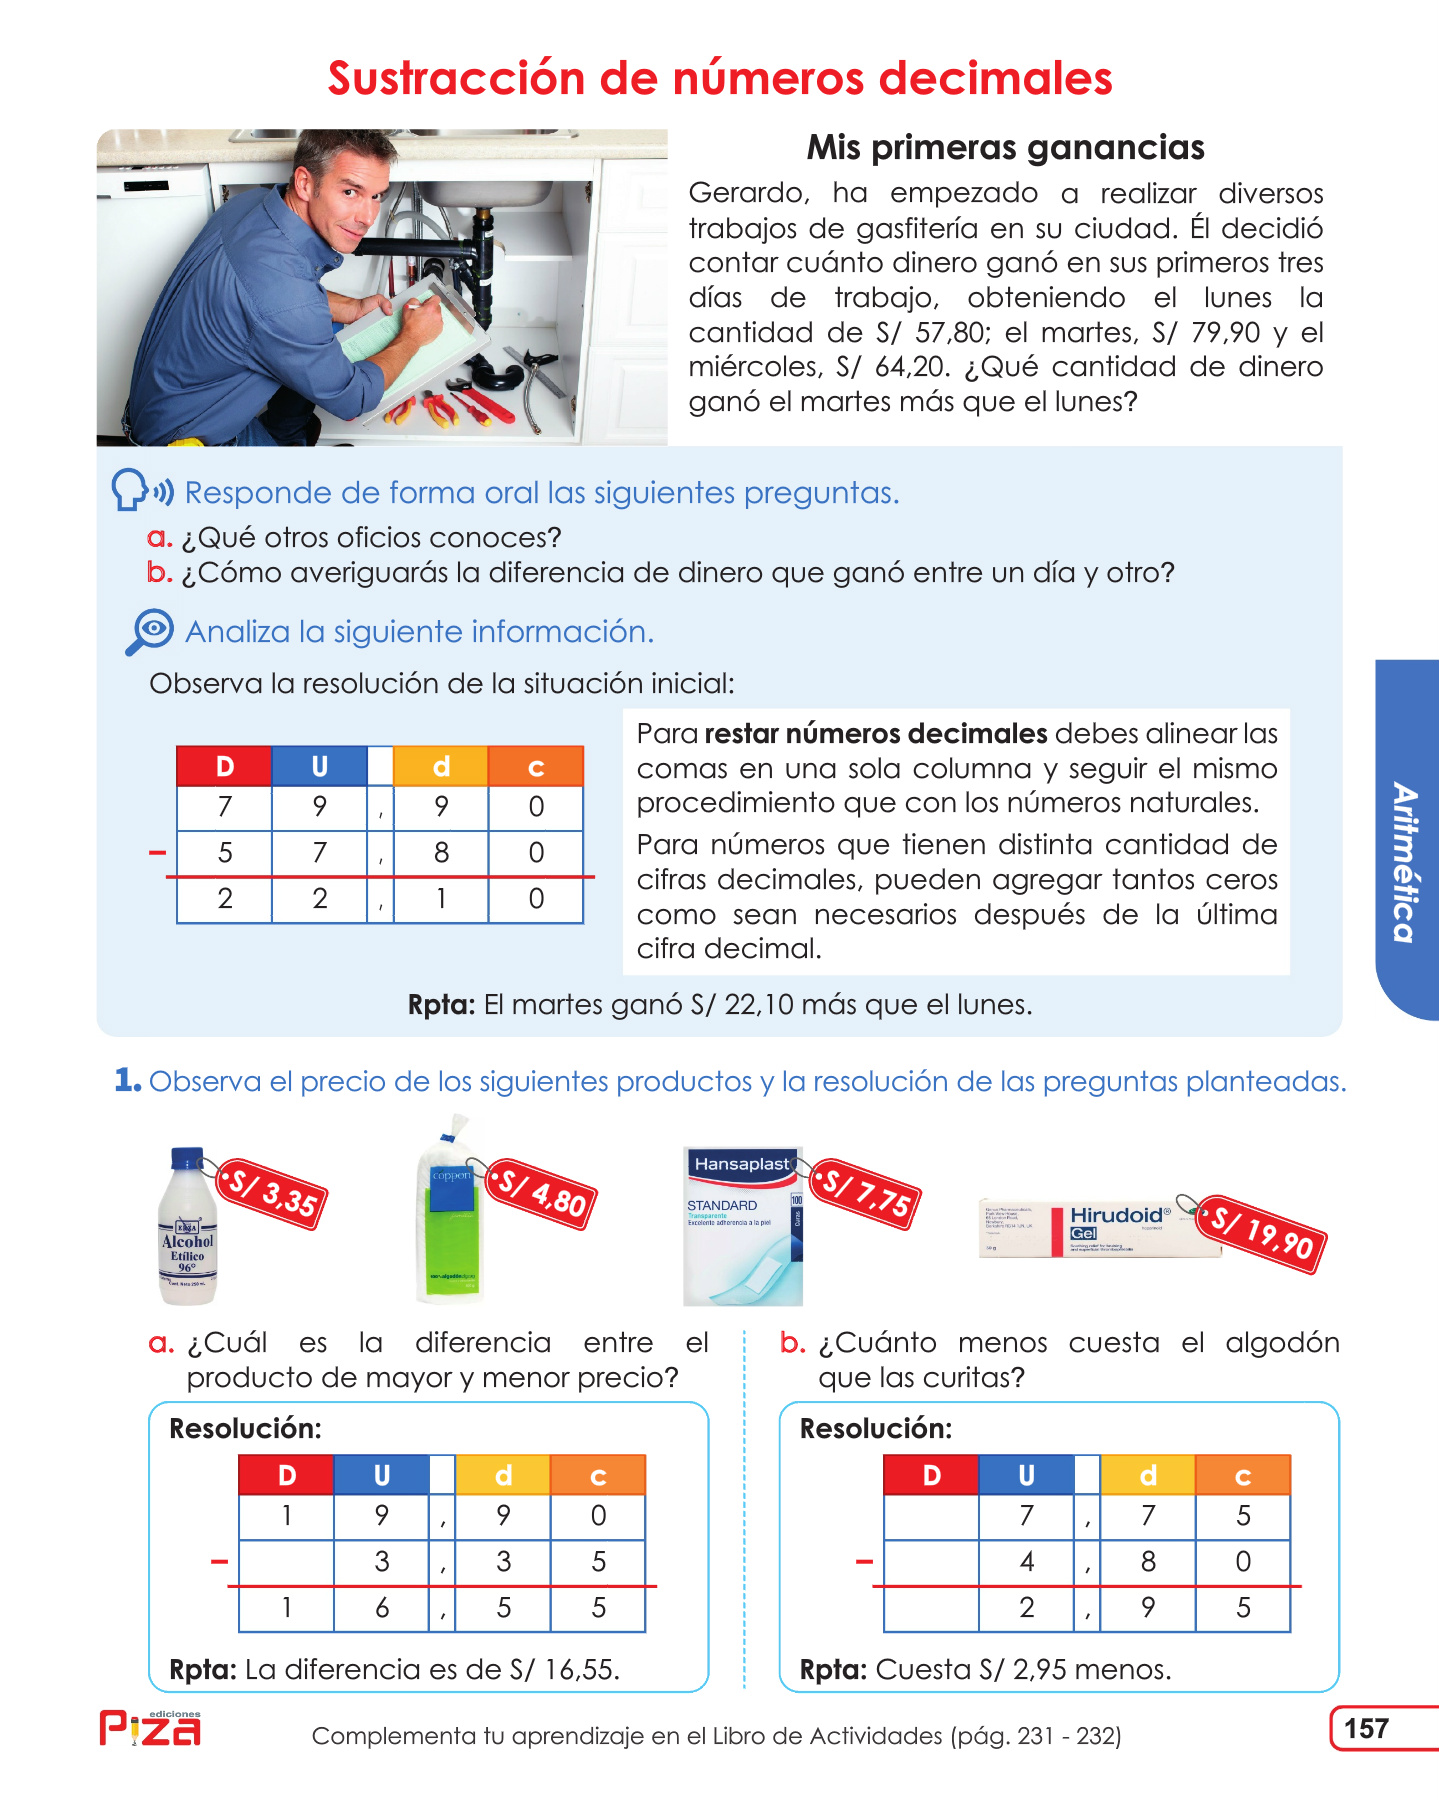 Sustracción de números decimales
Mis primeras ganancias
Gerardo, ha empezado a realizar diversos
trabajos de gasfitería en su ciudad. Él decidió
contar cuánto dinero ganó en sus primeros tres
días de trabajo, obteniendo el lunes la
cantidad de S/ 57,80; el martes, S/ 79,90 y el
miércoles, S/ 64,20. ¿Qué cantidad de dinero
ganó el martes más que el lunes?
Responde de forma oral las siguientes preguntas.
a. ¿Qué otros oficios conoces?
b. ¿Cómo averiguarás la diferencia de dinero que ganó entre un día y otro?
Analiza la siguiente información.
Observa la resolución de la situación inicial:
D U d c
7 9 , 9 0
– 5 7 , 8 0
2 2 , 1 0
Para restar números decimales debes alinear las
comas en una sola columna y seguir el mismo
procedimiento que con los números naturales.
Para números que tienen distinta cantidad de
cifras decimales, pueden agregar tantos ceros
como sean necesarios después de la última
cifra decimal.
Rpta: El martes ganó S/ 22,10 más que el lunes.
Aritmética
1. Observa el precio de los siguientes productos y la resolución de las preguntas planteadas.
Alcohol
Etílico
96°
S/ 3,35
coppon
S/ 4,80
Hansaplast
STANDARD
Transparente
Excelente adherencia a la piel
100
Curitas
S/ 7,75
Hirudoid®
Gel
S/ 19,90
a. ¿Cuál es la diferencia entre el
producto de mayor y menor precio?
Resolución:
D U d c
1 9 , 9 0
– 3 , 3 5
1 6 , 5 5
Rpta: La diferencia es de S/ 16,55.
b. ¿Cuánto menos cuesta el algodón
que las curitas?
Resolución:
D U d c
7 , 7 5
– 4 , 8 0
2 , 9 5
Rpta: Cuesta S/ 2,95 menos.
ediciones
Piza
Complementa tu aprendizaje en el Libro de Actividades (pág. 231 - 232)
157